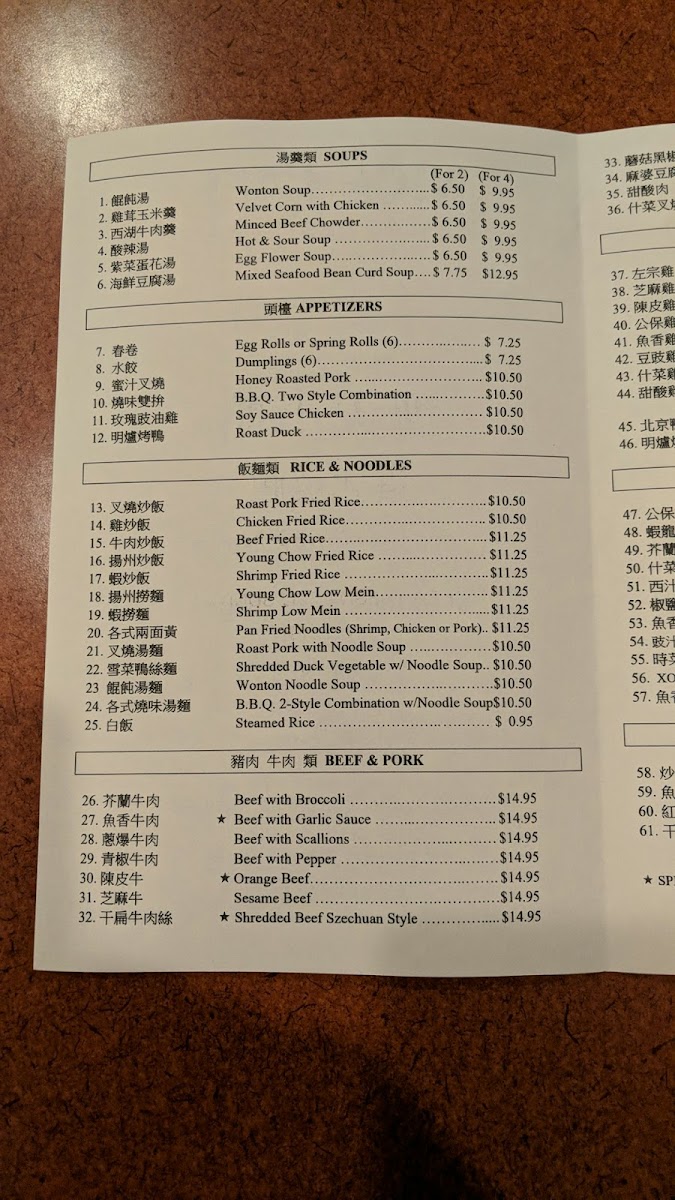 湯羹類 SOUPS
(For 2) (For 4)
1. 餛飩湯 Wonton Soup...........................$ 6.50 $ 9.95
2. 雞茸玉米羹 Velvet Corn with Chicken ...........$ 6.50 $ 9.95
3. 西湖牛肉羹 Minced Beef Chowder................$ 6.50 $ 9.95
4. 酸辣湯 Hot & Sour Soup .....................$ 6.50 $ 9.95
5. 紫菜蛋花湯 Egg Flower Soup......................$ 6.50 $ 9.95
6. 海鮮豆腐湯 Mixed Seafood Bean Curd Soup....$ 7.75 $12.95
頭檯 APPETIZERS
7. 春卷 Egg Rolls or Spring Rolls (6)................... $ 7.25
8. 水餃 Dumplings (6)......................................$ 7.25
9. 蜜汁叉燒 Honey Roasted Pork ..............................$10.50
10. 燒味雙拚 B.B.Q. Two Style Combination ................$10.50
11. 玫瑰豉油雞 Soy Sauce Chicken ................................$10.50
12. 明爐烤鴨 Roast Duck .........................................$10.50
飯麵類 RICE & NOODLES
13. 叉燒炒飯 Roast Pork Fried Rice.............................$10.50
14. 雞炒飯 Chicken Fried Rice................................ $10.50
15. 牛肉炒飯 Beef Fried Rice.....................................$11.25
16. 揚州炒飯 Young Chow Fried Rice ......................... $11.25
17. 蝦炒飯 Shrimp Fried Rice .................................$11.25
18. 揚州撈麵 Young Chow Low Mein..........................$11.25
19. 蝦撈麵 Shrimp Low Mein .................................$11.25
20. 各式兩面黃 Pan Fried Noodles (Shrimp, Chicken or Pork).. $11.25
21. 叉燒湯麵 Roast Pork with Noodle Soup ...................$10.50
22. 雪菜鴨絲麵 Shredded Duck Vegetable w/ Noodle Soup.. $10.50
23 餛飩湯麵 Wonton Noodle Soup .............................$10.50
24. 各式燒味湯麵 B.B.Q. 2-Style Combination w/Noodle Soup$10.50
25. 白飯 Steamed Rice ....................................... $ 0.95
豬肉 牛肉 類 BEEF & PORK
26. 芥蘭牛肉 Beef with Broccoli .................................$14.95
27. 魚香牛肉 ★ Beef with Garlic Sauce ...........................$14.95
28. 蔥爆牛肉 Beef with Scallions ................................$14.95
29. 青椒牛肉 Beef with Pepper ...................................$14.95
30. 陳皮牛 ★ Orange Beef.........................................$14.95
31. 芝麻牛 Sesame Beef ........................................$14.95
32. 干扁牛肉絲 ★ Shredded Beef Szechuan Style .................$14.95
33. 蘑菇黑椒
34. 麻婆豆腐
35. 甜酸肉
36. 什菜叉燒
37. 左宗雞
38. 芝麻雞
39. 陳皮雞
40. 公保雞
41. 魚香雞
42. 豆豉雞
43. 什菜雞
44. 甜酸雞
45. 北京鴨
46. 明爐
47. 公保
48. 蝦龍
49. 芥蘭
50. 什菜
51. 西汁
52. 椒鹽
53. 魚香
54. 豉汁
55. 時菜
56. XO
57. 魚香
58. 炒
59. 魚
60. 紅
61. 干
★ SP